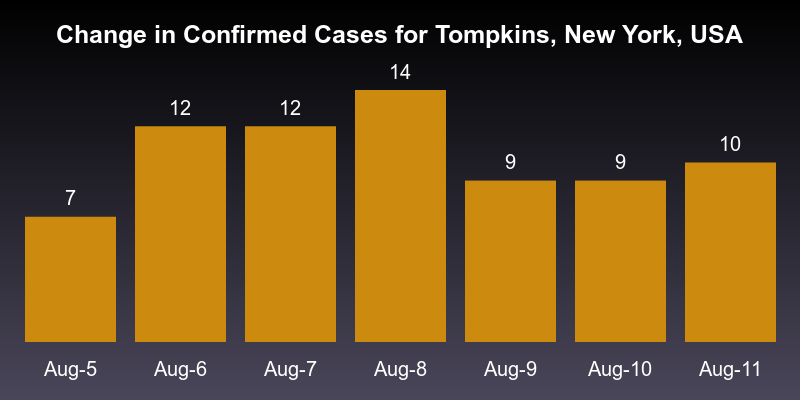 Change in Confirmed Cases for Tompkins, New York, USA
7
12
12
14
9
9
10
Aug-5
Aug-6
Aug-7
Aug-8
Aug-9
Aug-10
Aug-11